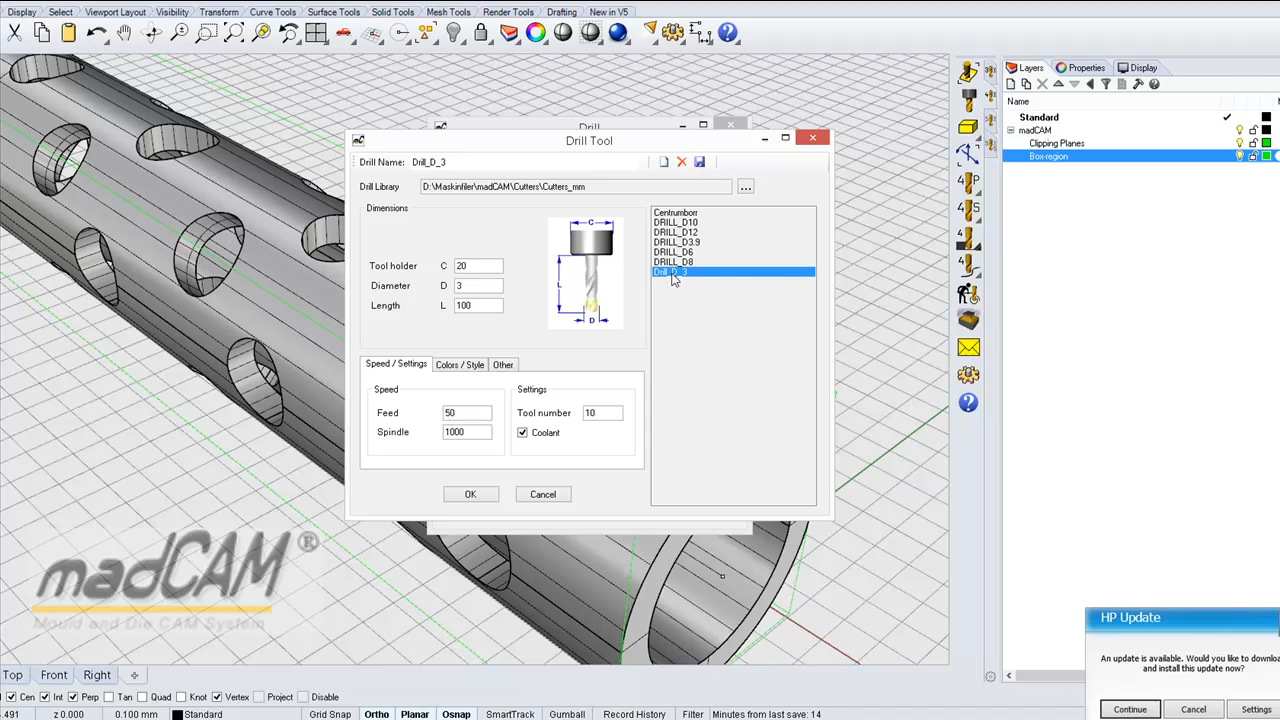 Display Select Viewport Layout Visibility Transform Curve Tools Surface Tools Solid Tools Mesh Tools Render Tools Drafting New in V5
Layers Properties Display
Name
Standard
madCAM
Clipping Planes
Box-region
Drill
Drill Tool
Drill Name: Drill_D_3
Drill Library D:\Maskinfiler\madCAM\Cutters\Cutters_mm ...
Dimensions
Tool holder C 20
Diameter D 3
Length L 100
C
L
D
Centrumborr
DRILL_D10
DRILL_D12
DRILL_D3.9
DRILL_D6
DRILL_D8
Drill_D_3
Speed / Settings Colors / Style Other
Speed
Feed 50
Spindle 1000
Settings
Tool number 10
Coolant
OK Cancel
madCAM®
Mould and Die CAM System
HP Update
An update is available. Would you like to downloa
and install this update now?
Continue Cancel Settings
Top Front Right
Cen Int Perp Tan Quad Knot Vertex Project Disable
.491 z 0.000 0.100 mm Standard Grid Snap Ortho Planar Osnap SmartTrack Gumball Record History Filter Minutes from last save: 14